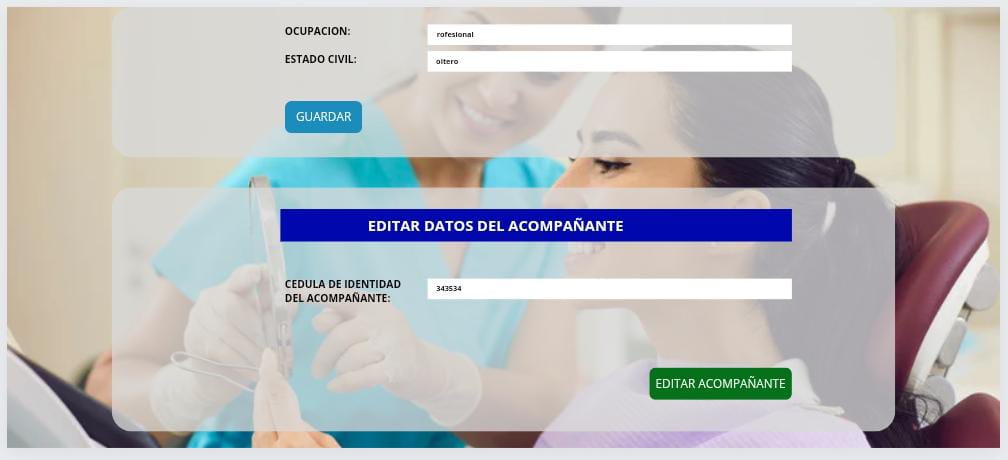 OCUPACION:
rofesional
ESTADO CIVIL:
oltero
GUARDAR
EDITAR DATOS DEL ACOMPAÑANTE
CEDULA DE IDENTIDAD
DEL ACOMPAÑANTE:
343534
EDITAR ACOMPAÑANTE